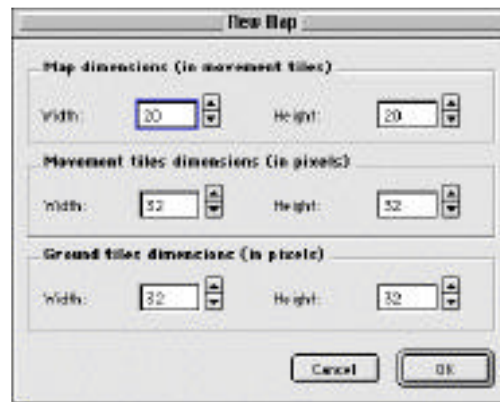 New Map
Map dimensions (in movement tiles)
Width: 20 Height: 20
Movement tiles dimensions (in pixels)
Width: 32 Height: 32
Ground tiles dimensions (in pixels)
Width: 32 Height: 32
Cancel OK